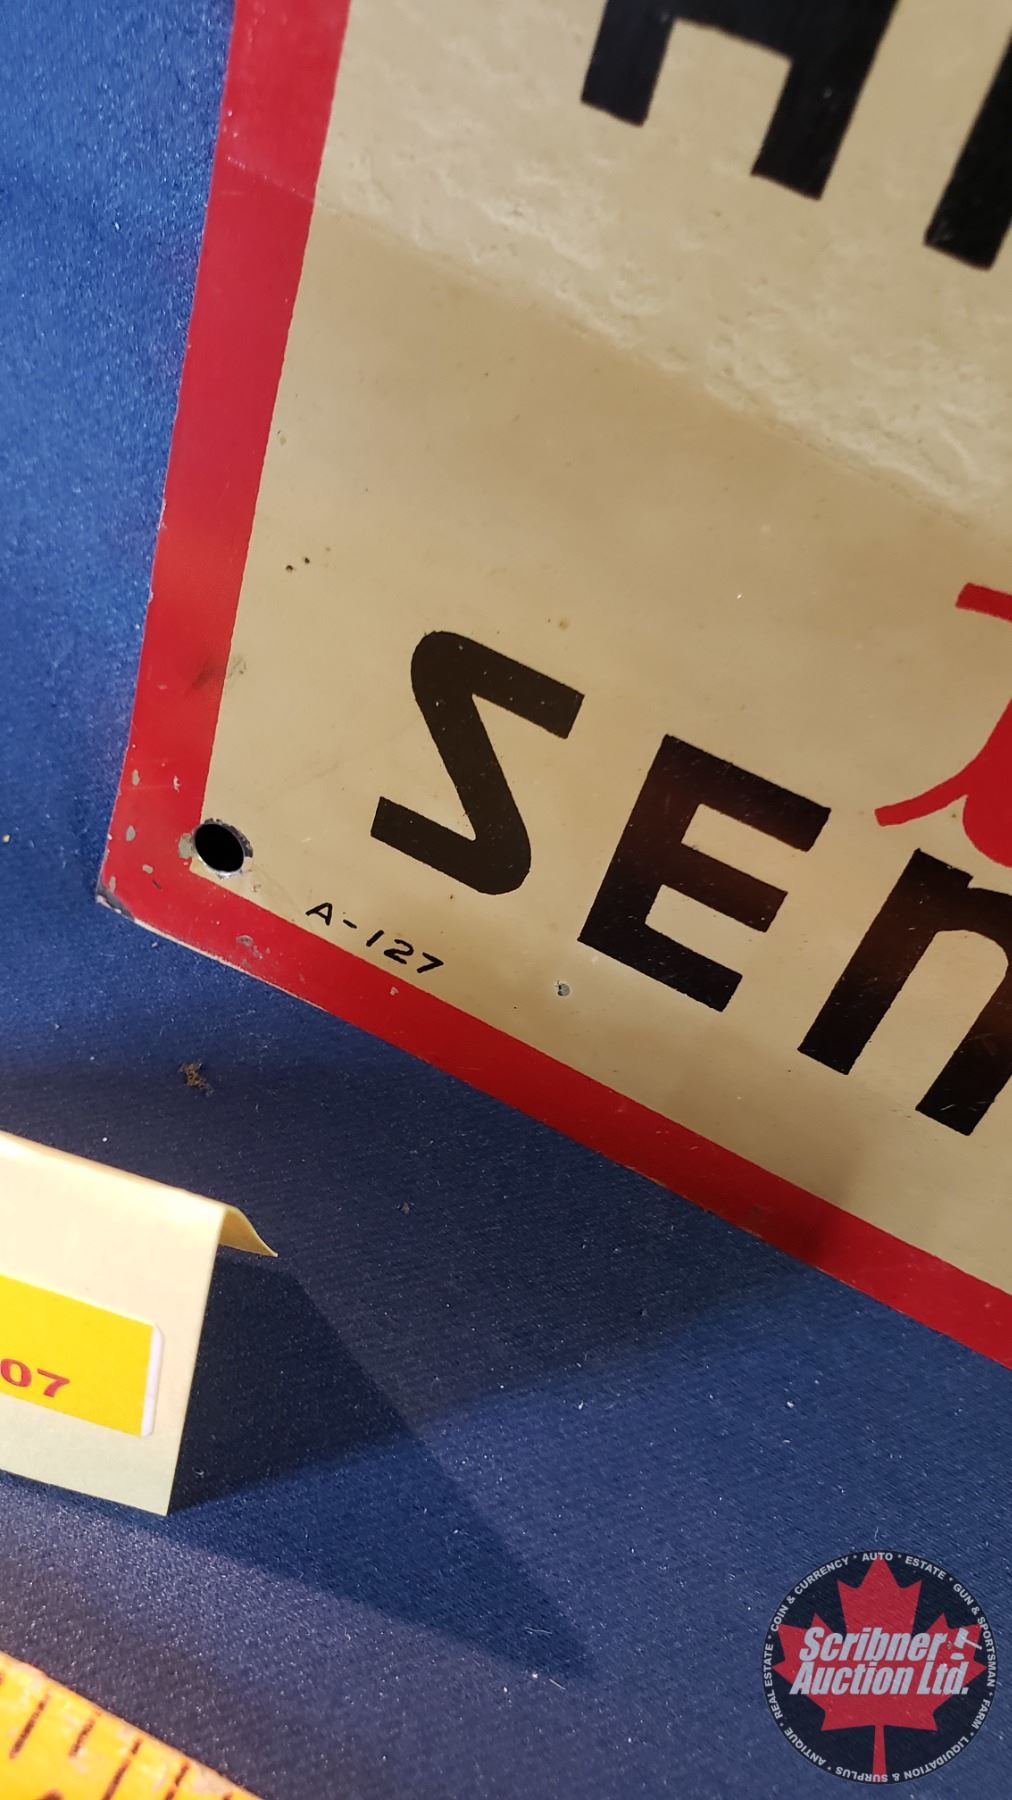 SEN
A-127
07
COIN & CURRENCY * AUTO * ESTATE * GUN & SPORTSMAN * FARM * LIQUIDATION & SURPLUS * ANTIQUE * REAL ESTATE *
Scribner
Auction Ltd.